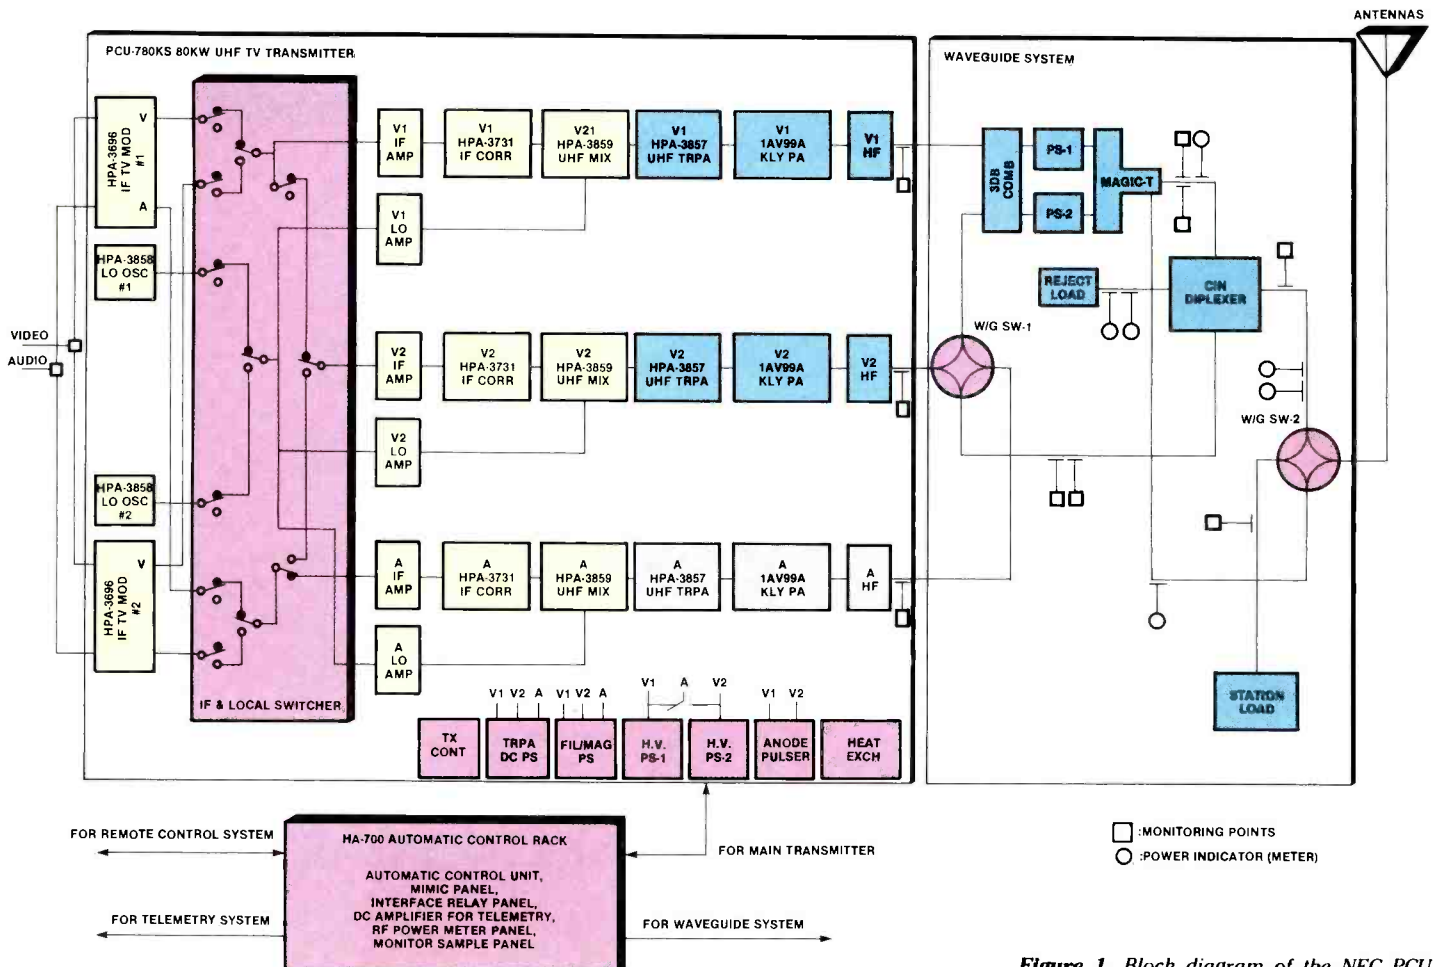 ANTENNAS
PCU-780KS 80KW UHF TV TRANSMITTER
WAVEGUIDE SYSTEM
HPA-3696
IF TV MOD
#1
V
A
HPA-3858
LO OSC
#1
VIDEO
AUDIO
HPA-3858
LO OSC
#2
HPA-3696
IF TV MOD
#2
V
A
IF & LOCAL SWITCHER
V1
IF
AMP
V1
HPA-3731
IF CORR
V21
HPA-3859
UHF MIX
V1
HPA-3857
UHF TRPA
V1
1AV99A
KLY PA
V1
HF
V1
LO
AMP
V2
IF
AMP
V2
HPA-3731
IF CORR
V2
HPA-3859
UHF MIX
V2
HPA-3857
UHF TRPA
V2
1AV99A
KLY PA
V2
HF
V2
LO
AMP
A
IF
AMP
A
HPA-3731
IF CORR
A
HPA-3859
UHF MIX
A
HPA-3857
UHF TRPA
A
1AV99A
KLY PA
A
HF
A
LO
AMP
3DB
COMB
PS-1
PS-2
MAGIC-T
REJECT
LOAD
CIN
DIPLEXER
W/G SW-1
W/G SW-2
STATION
LOAD
V1 V2 A V1 V2 A V1 A V2 V1 V2
TX
CONT
TRPA
DC PS
FIL/MAG
PS
H.V.
PS-1
H.V.
PS-2
ANODE
PULSER
HEAT
EXCH
FOR REMOTE CONTROL SYSTEM
FOR TELEMETRY SYSTEM
HA-700 AUTOMATIC CONTROL RACK
AUTOMATIC CONTROL UNIT,
MIMIC PANEL,
INTERFACE RELAY PANEL,
DC AMPLIFIER FOR TELEMETRY,
RF POWER METER PANEL,
MONITOR SAMPLE PANEL
FOR MAIN TRANSMITTER
FOR WAVEGUIDE SYSTEM
:MONITORING POINTS
:POWER INDICATOR (METER)
Figure 1. Bloch diagram of the NEC PCU-